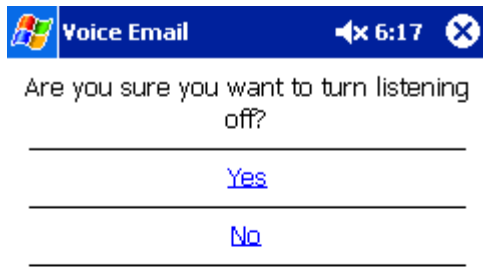 Voice Email 6:17
Are you sure you want to turn listening
off?
Yes
No